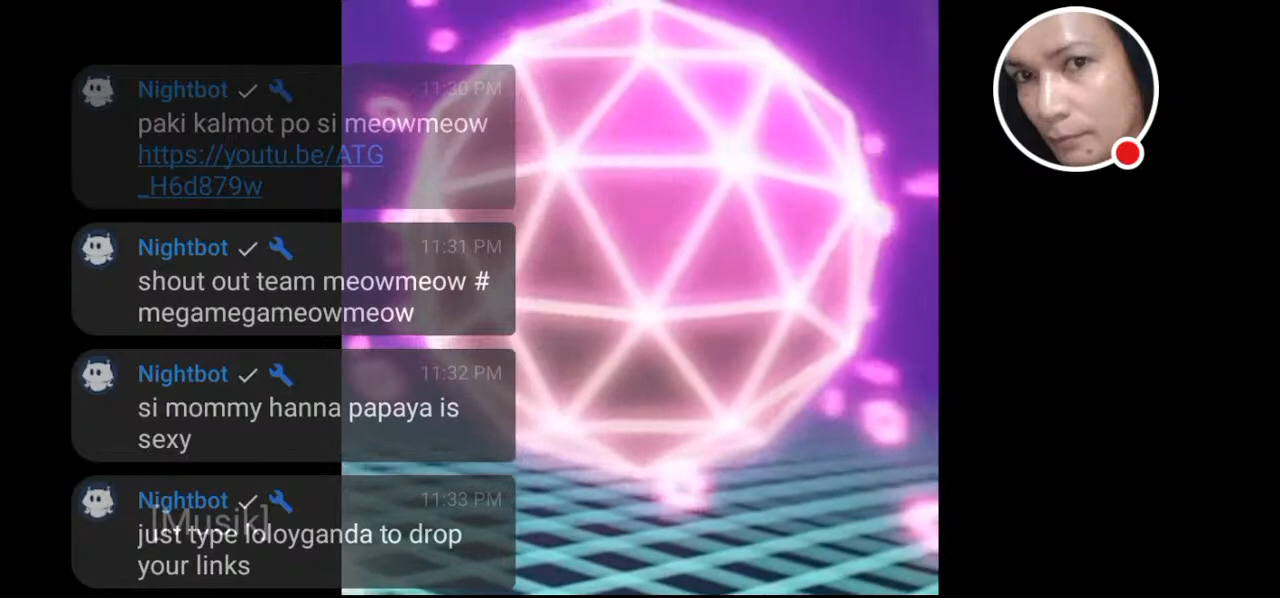 Nightbot 11:30 PM
paki kalmot po si meowmeow
https://youtu.be/ATG
_H6d879w
Nightbot 11:31 PM
shout out team meowmeow #
megamegameowmeow
Nightbot 11:32 PM
si mommy hanna papaya is
sexy
Nightbot 11:33 PM
[Musik]
just type loloyganda to drop
your links